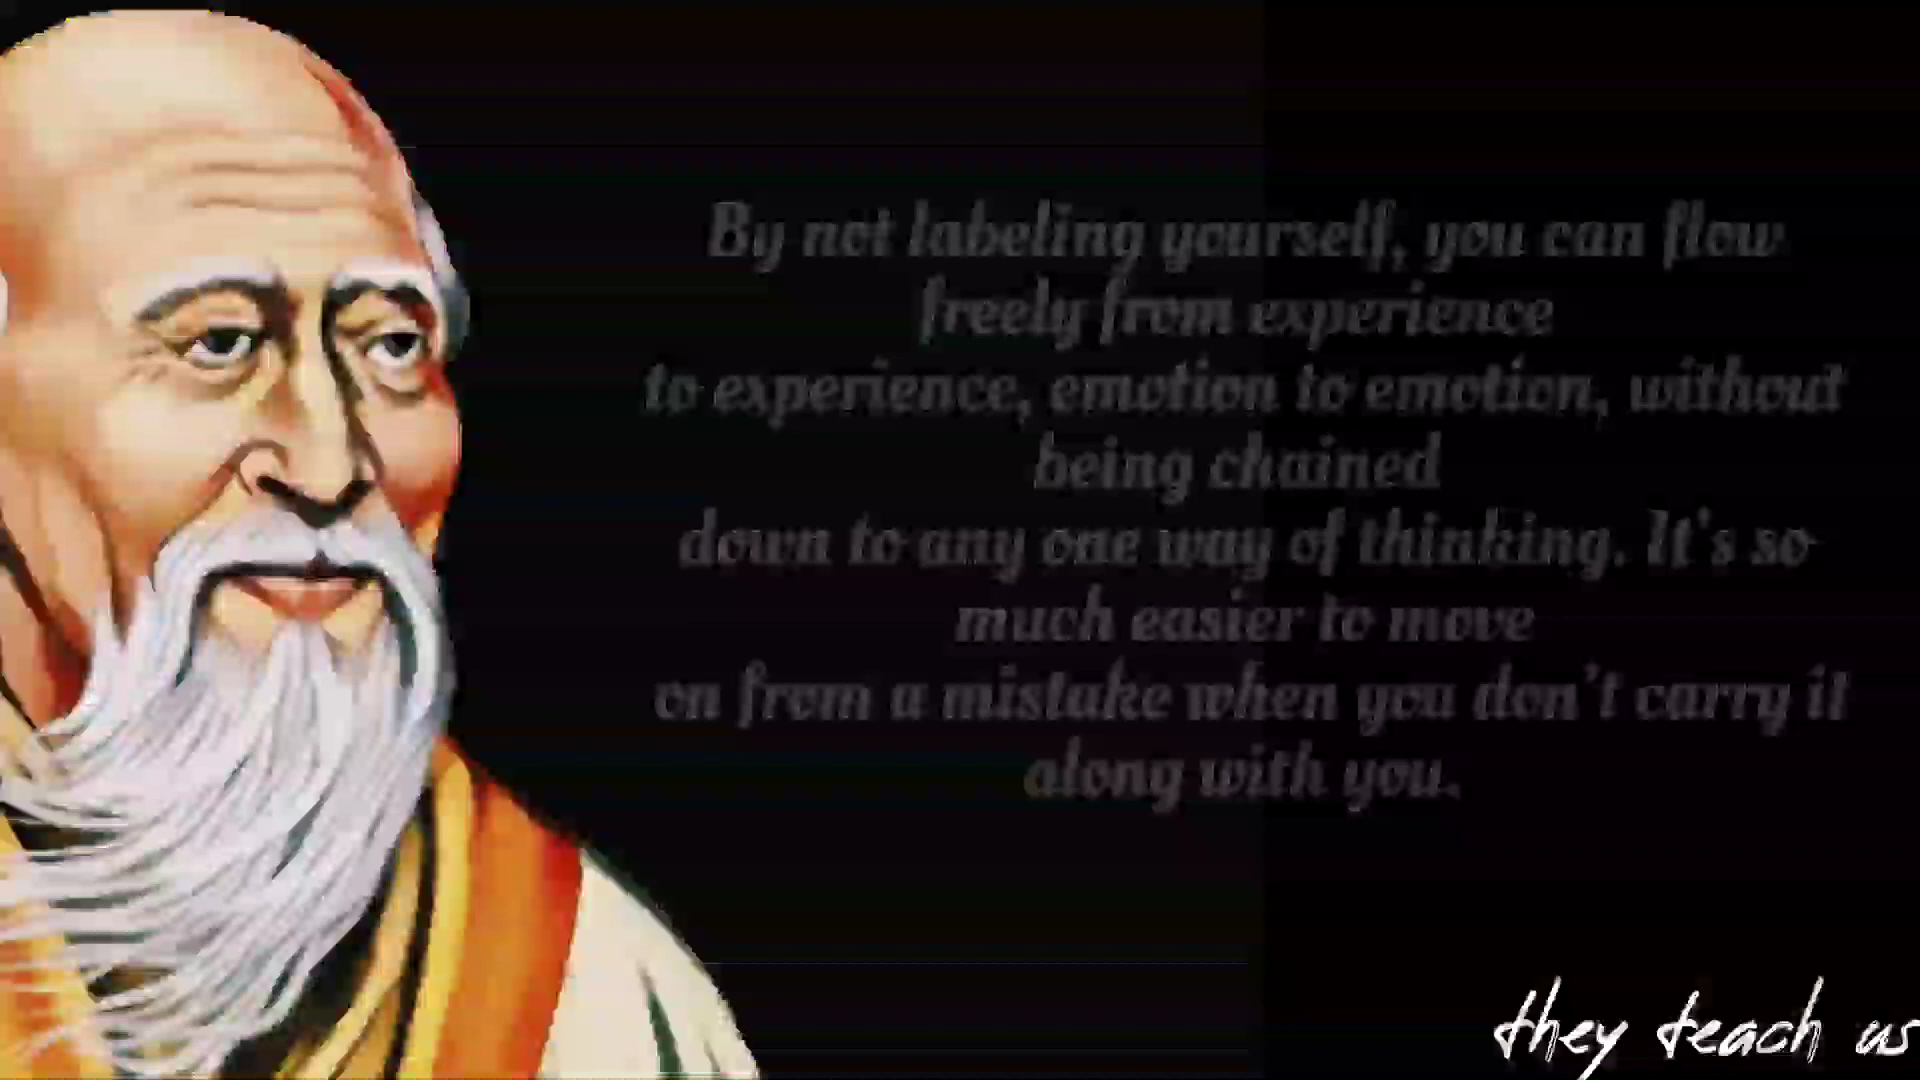 By not labeling yourself, you can flow
freely from experience
to experience, emotion to emotion, without
being chained
down to any one way of thinking. It's so
much easier to move
on from a mistake when you don't carry it
along with you.
they teach us